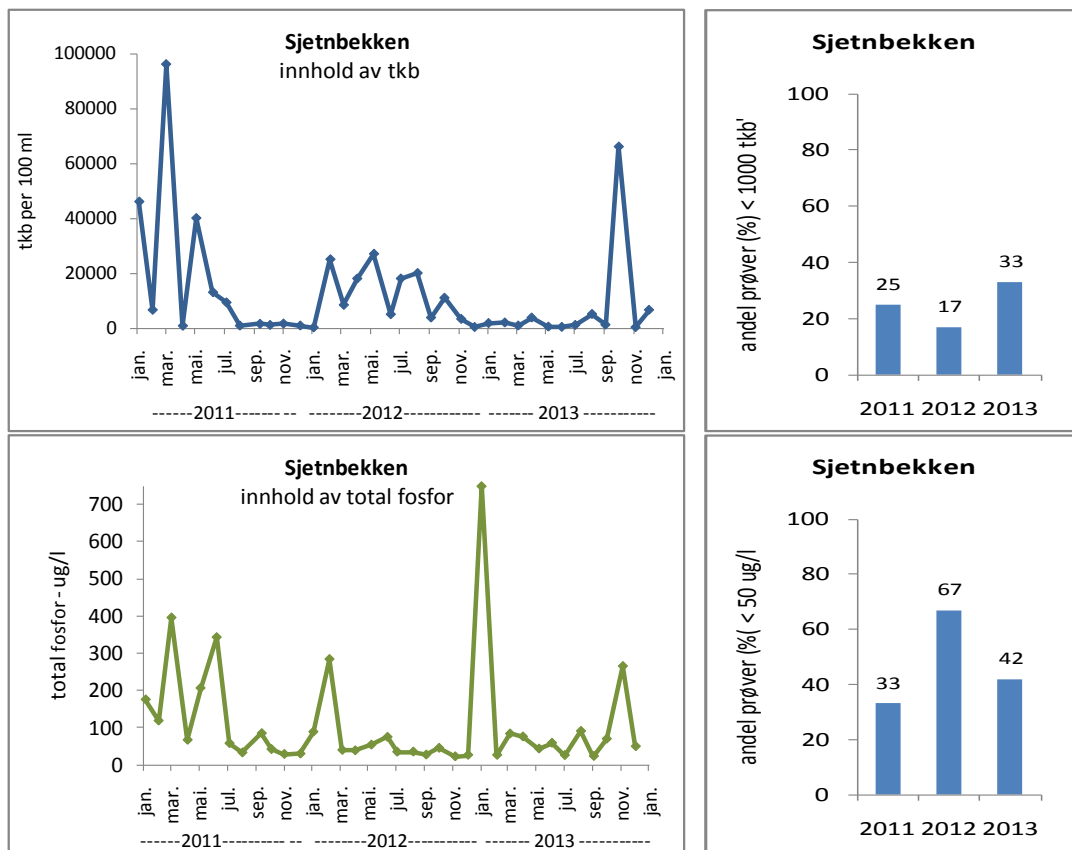 Sjetnbekken
innhold av tkb
tkb per 100 ml
100000
80000
60000
40000
20000
0
jan. mar. mai. jul. sep. nov. jan. mar. mai. jul. sep. nov. jan. mar. mai. jul. sep. nov. jan.
------2011-------- -- ---------2012----------------- ---------- 2013 -------------
Sjetnbekken
andel prøver (%) < 1000 tkb'
100
80
60
40
20
0
25
17
33
2011 2012 2013
Sjetnbekken
innhold av total fosfor
total fosfor - ug/l
700
600
500
400
300
200
100
0
jan. mar. mai. jul. sep. nov. jan. mar. mai. jul. sep. nov. jan. mar. mai. jul. sep. nov. jan.
-------2011----------- -- ---------2012----------------- ---------- 2013 -------------
Sjetnbekken
andel prøver (%( < 50 ug/l
100
80
60
40
20
0
33
67
42
2011 2012 2013